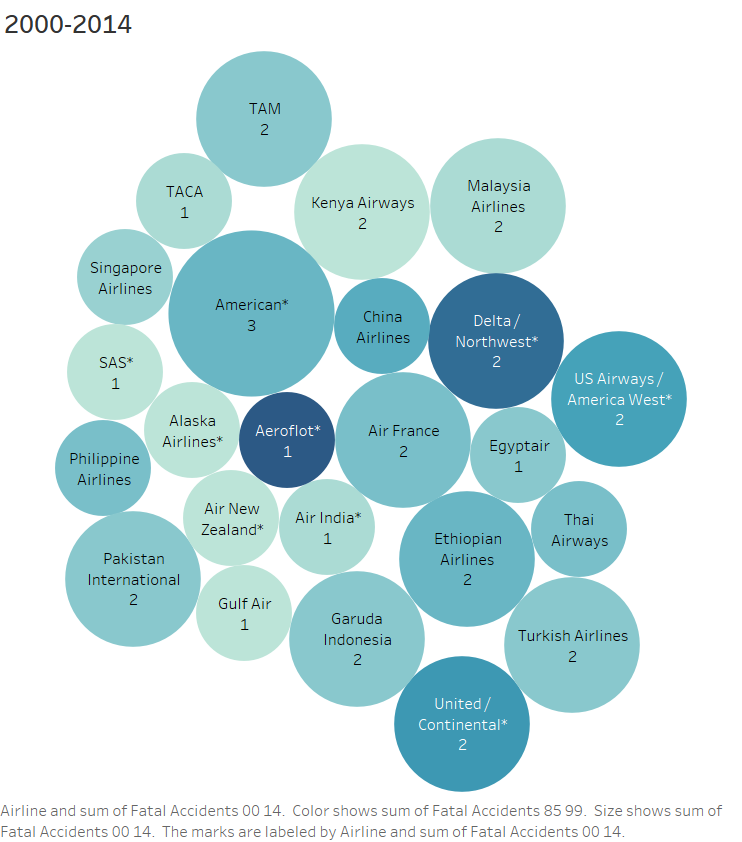 2000-2014
TAM
2
TACA
1
Kenya Airways
2
Malaysia
Airlines
2
Singapore
Airlines
American*
3
China
Airlines
Delta /
Northwest*
2
SAS*
1
US Airways /
America West*
2
Alaska
Airlines*
Aeroflot*
1
Air France
2
Egyptair
1
Philippine
Airlines
Air New
Zealand*
Air India*
1
Thai
Airways
Ethiopian
Airlines
2
Pakistan
International
2
Gulf Air
1
Garuda
Indonesia
2
Turkish Airlines
2
United /
Continental*
2
Airline and sum of Fatal Accidents 00 14.  Color shows sum of Fatal Accidents 85 99.  Size shows sum of
Fatal Accidents 00 14.  The marks are labeled by Airline and sum of Fatal Accidents 00 14.